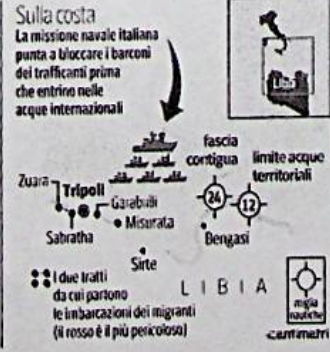 Sulla costa
La missione navale italiana
punta a bloccare i barconi
dei trafficanti prima
che entrino nelle
acque internazionali
fascia
contigua
limite acque
territoriali
24
12
Zuara
Tripoli
Garabulli
Misurata
Sabratha
Bengasi
Sirte
LIBIA
I due tratti
da cui partono
le imbarcazioni dei migranti
(il rosso è il più pericoloso)
miglia
nautiche
centimetri